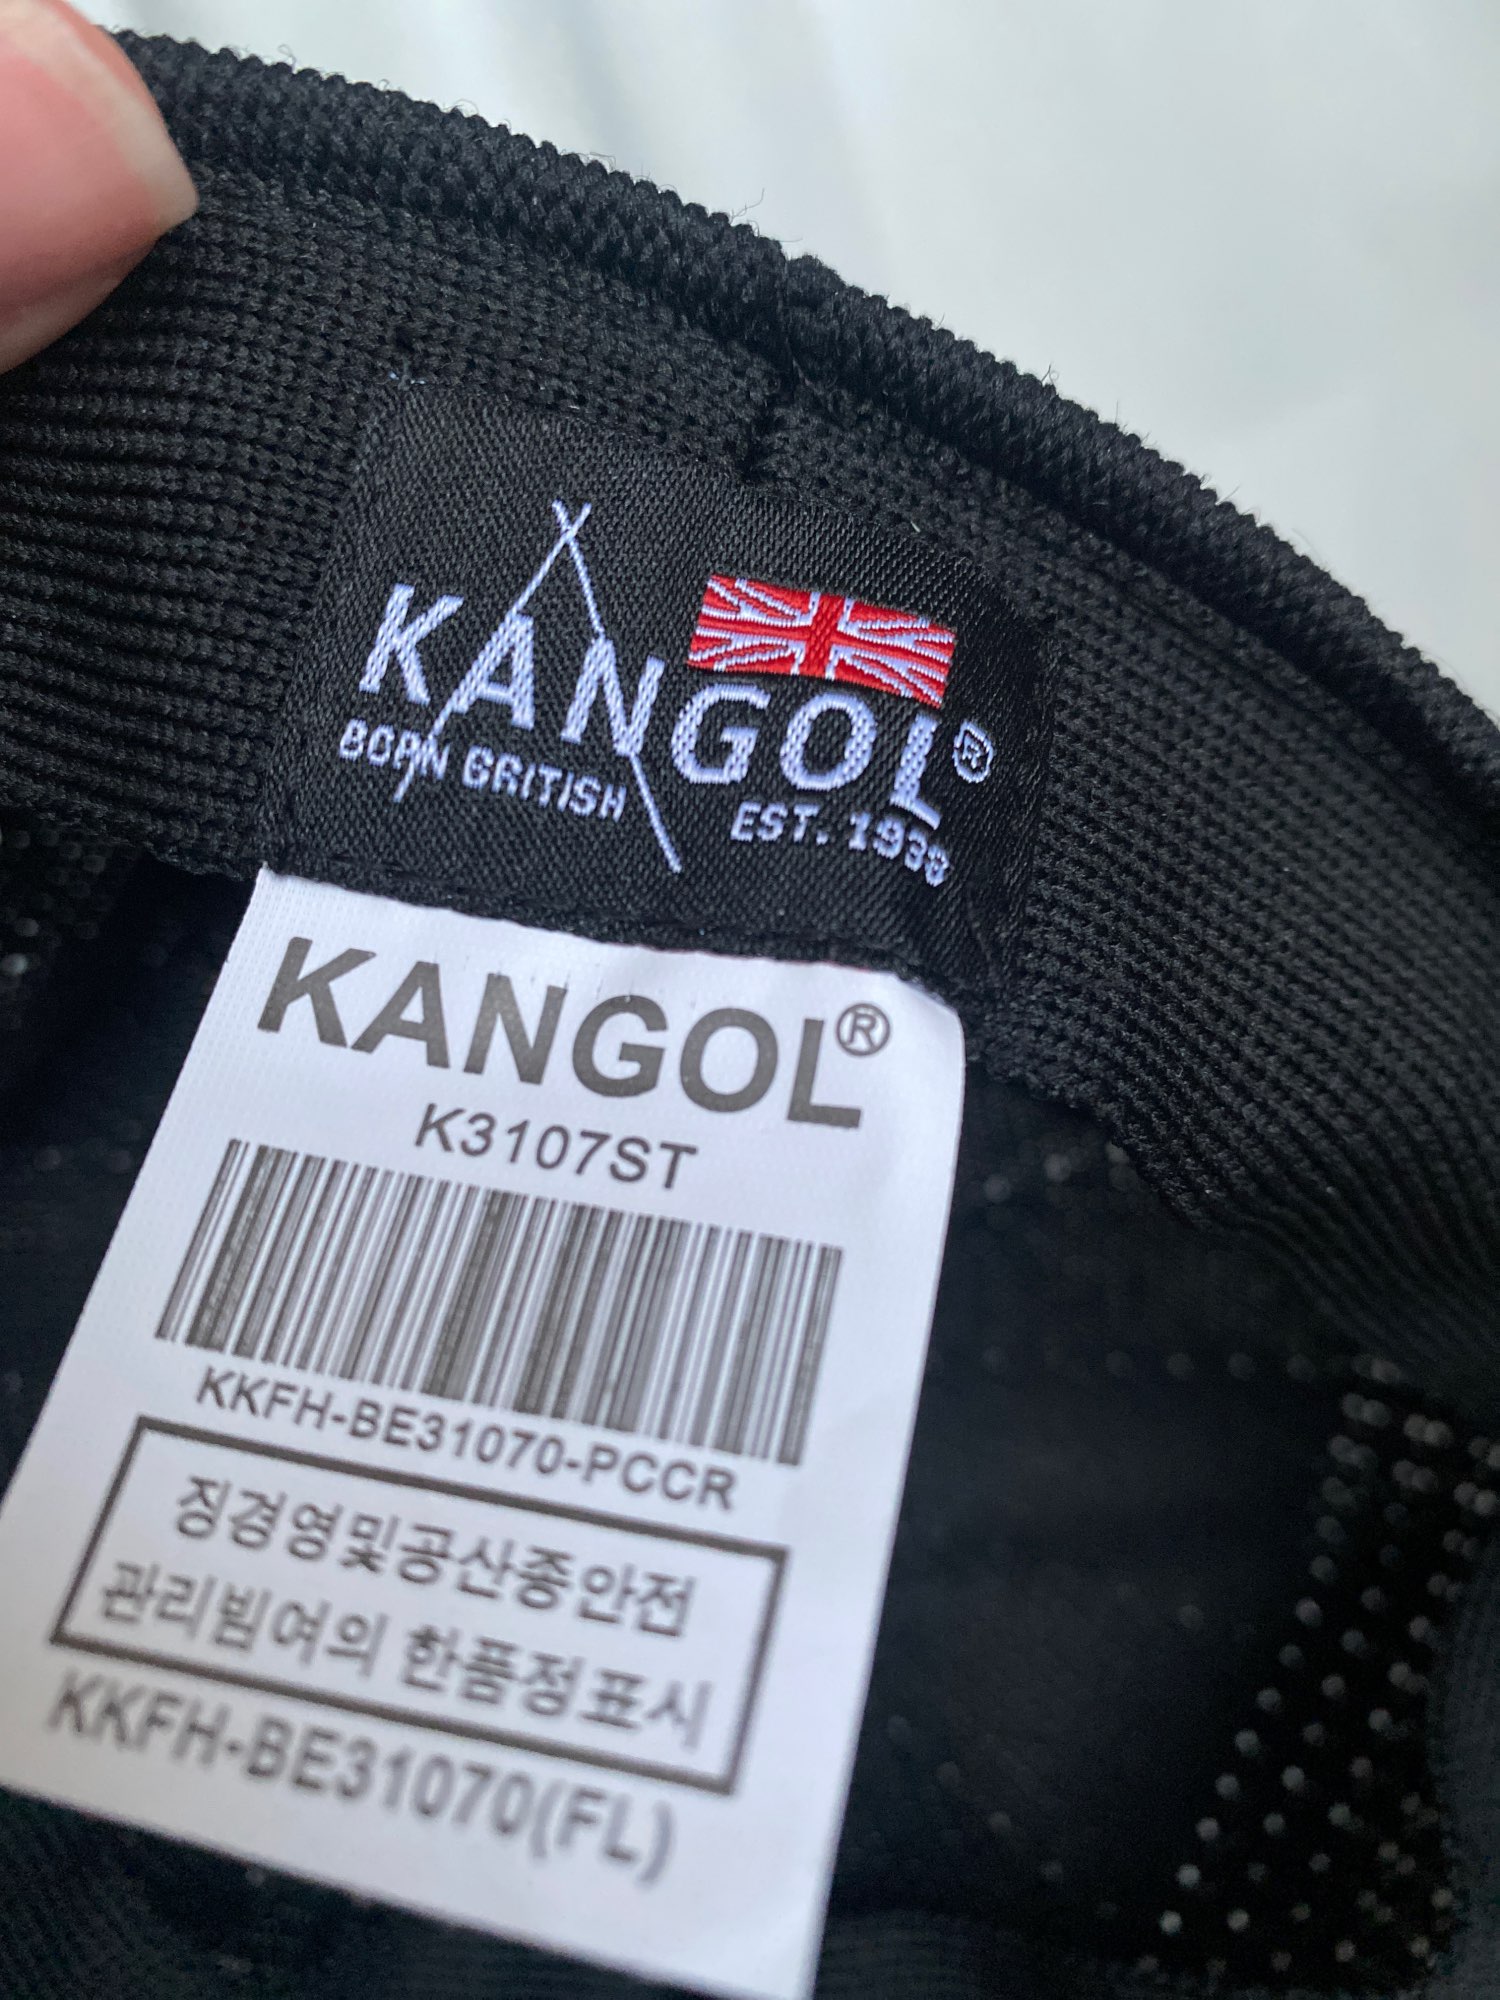 KANGOL®
BORN BRITISH
EST. 1938
KANGOL®
K3107ST
KKFH-BE31070-PCCR
징경영및공산종안전
관리빔여의 한품정표시
KKFH-BE31070(FL)